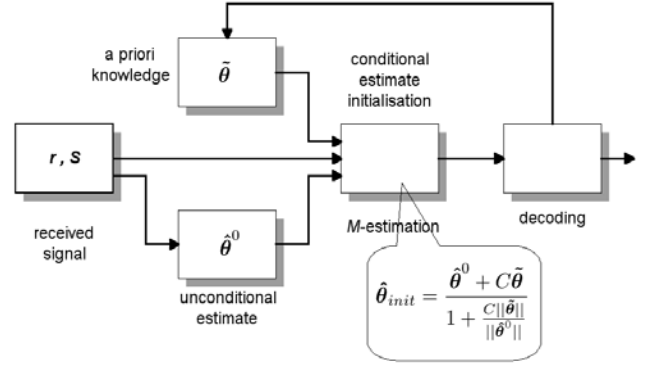 a priori
knowledge
θ̃
conditional
estimate
initialisation
r , S
received
signal
θ̂⁰
unconditional
estimate
M-estimation
decoding
θ̂_init = (θ̂⁰ + Cθ̃) / (1 + C||θ̃|| / ||θ̂⁰||)